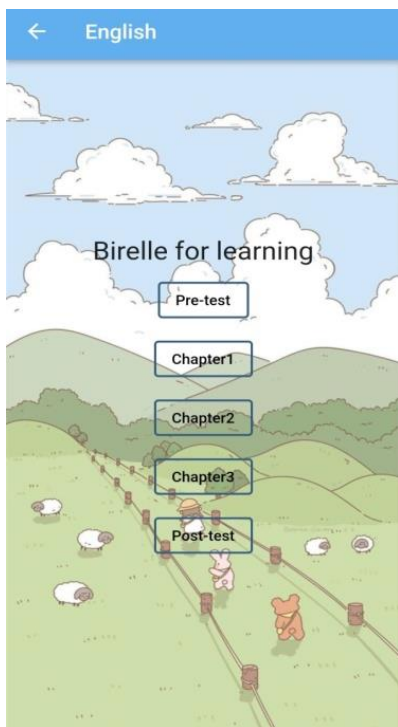 English
Birelle for learning
Pre-test
Chapter1
Chapter2
Chapter3
Post-test